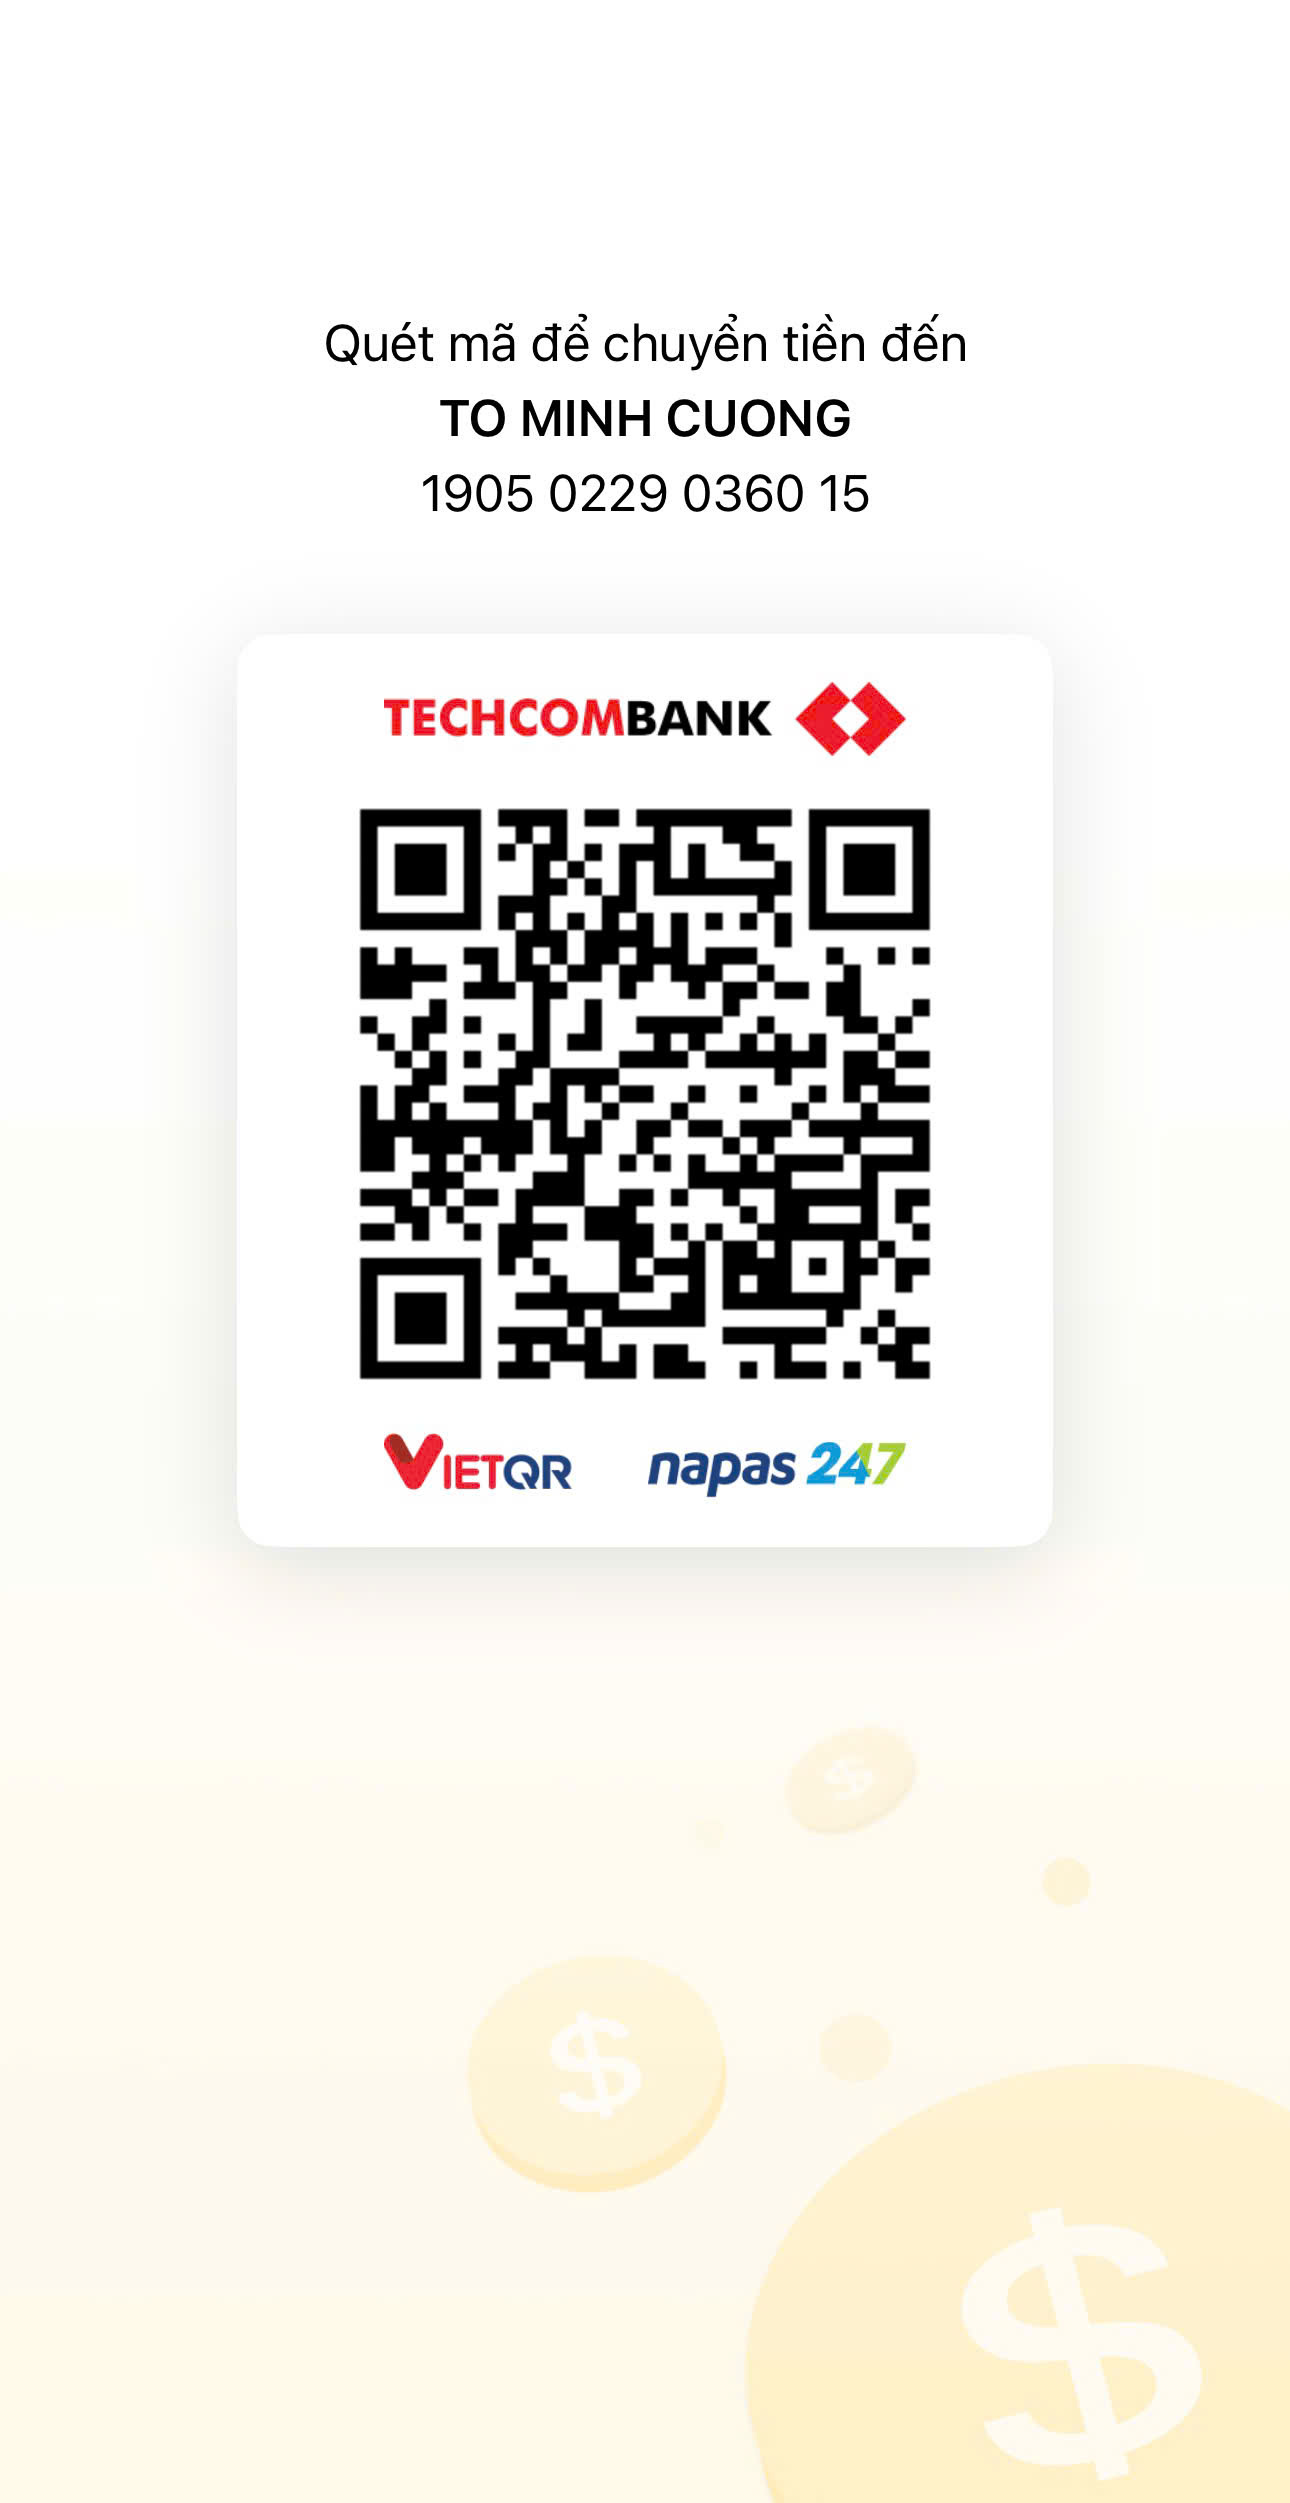 Quét mã để chuyển tiền đến
TO MINH CUONG
1905 0229 0360 15
TECHCOMBANK
VIETQR
napas 247
$
$
$